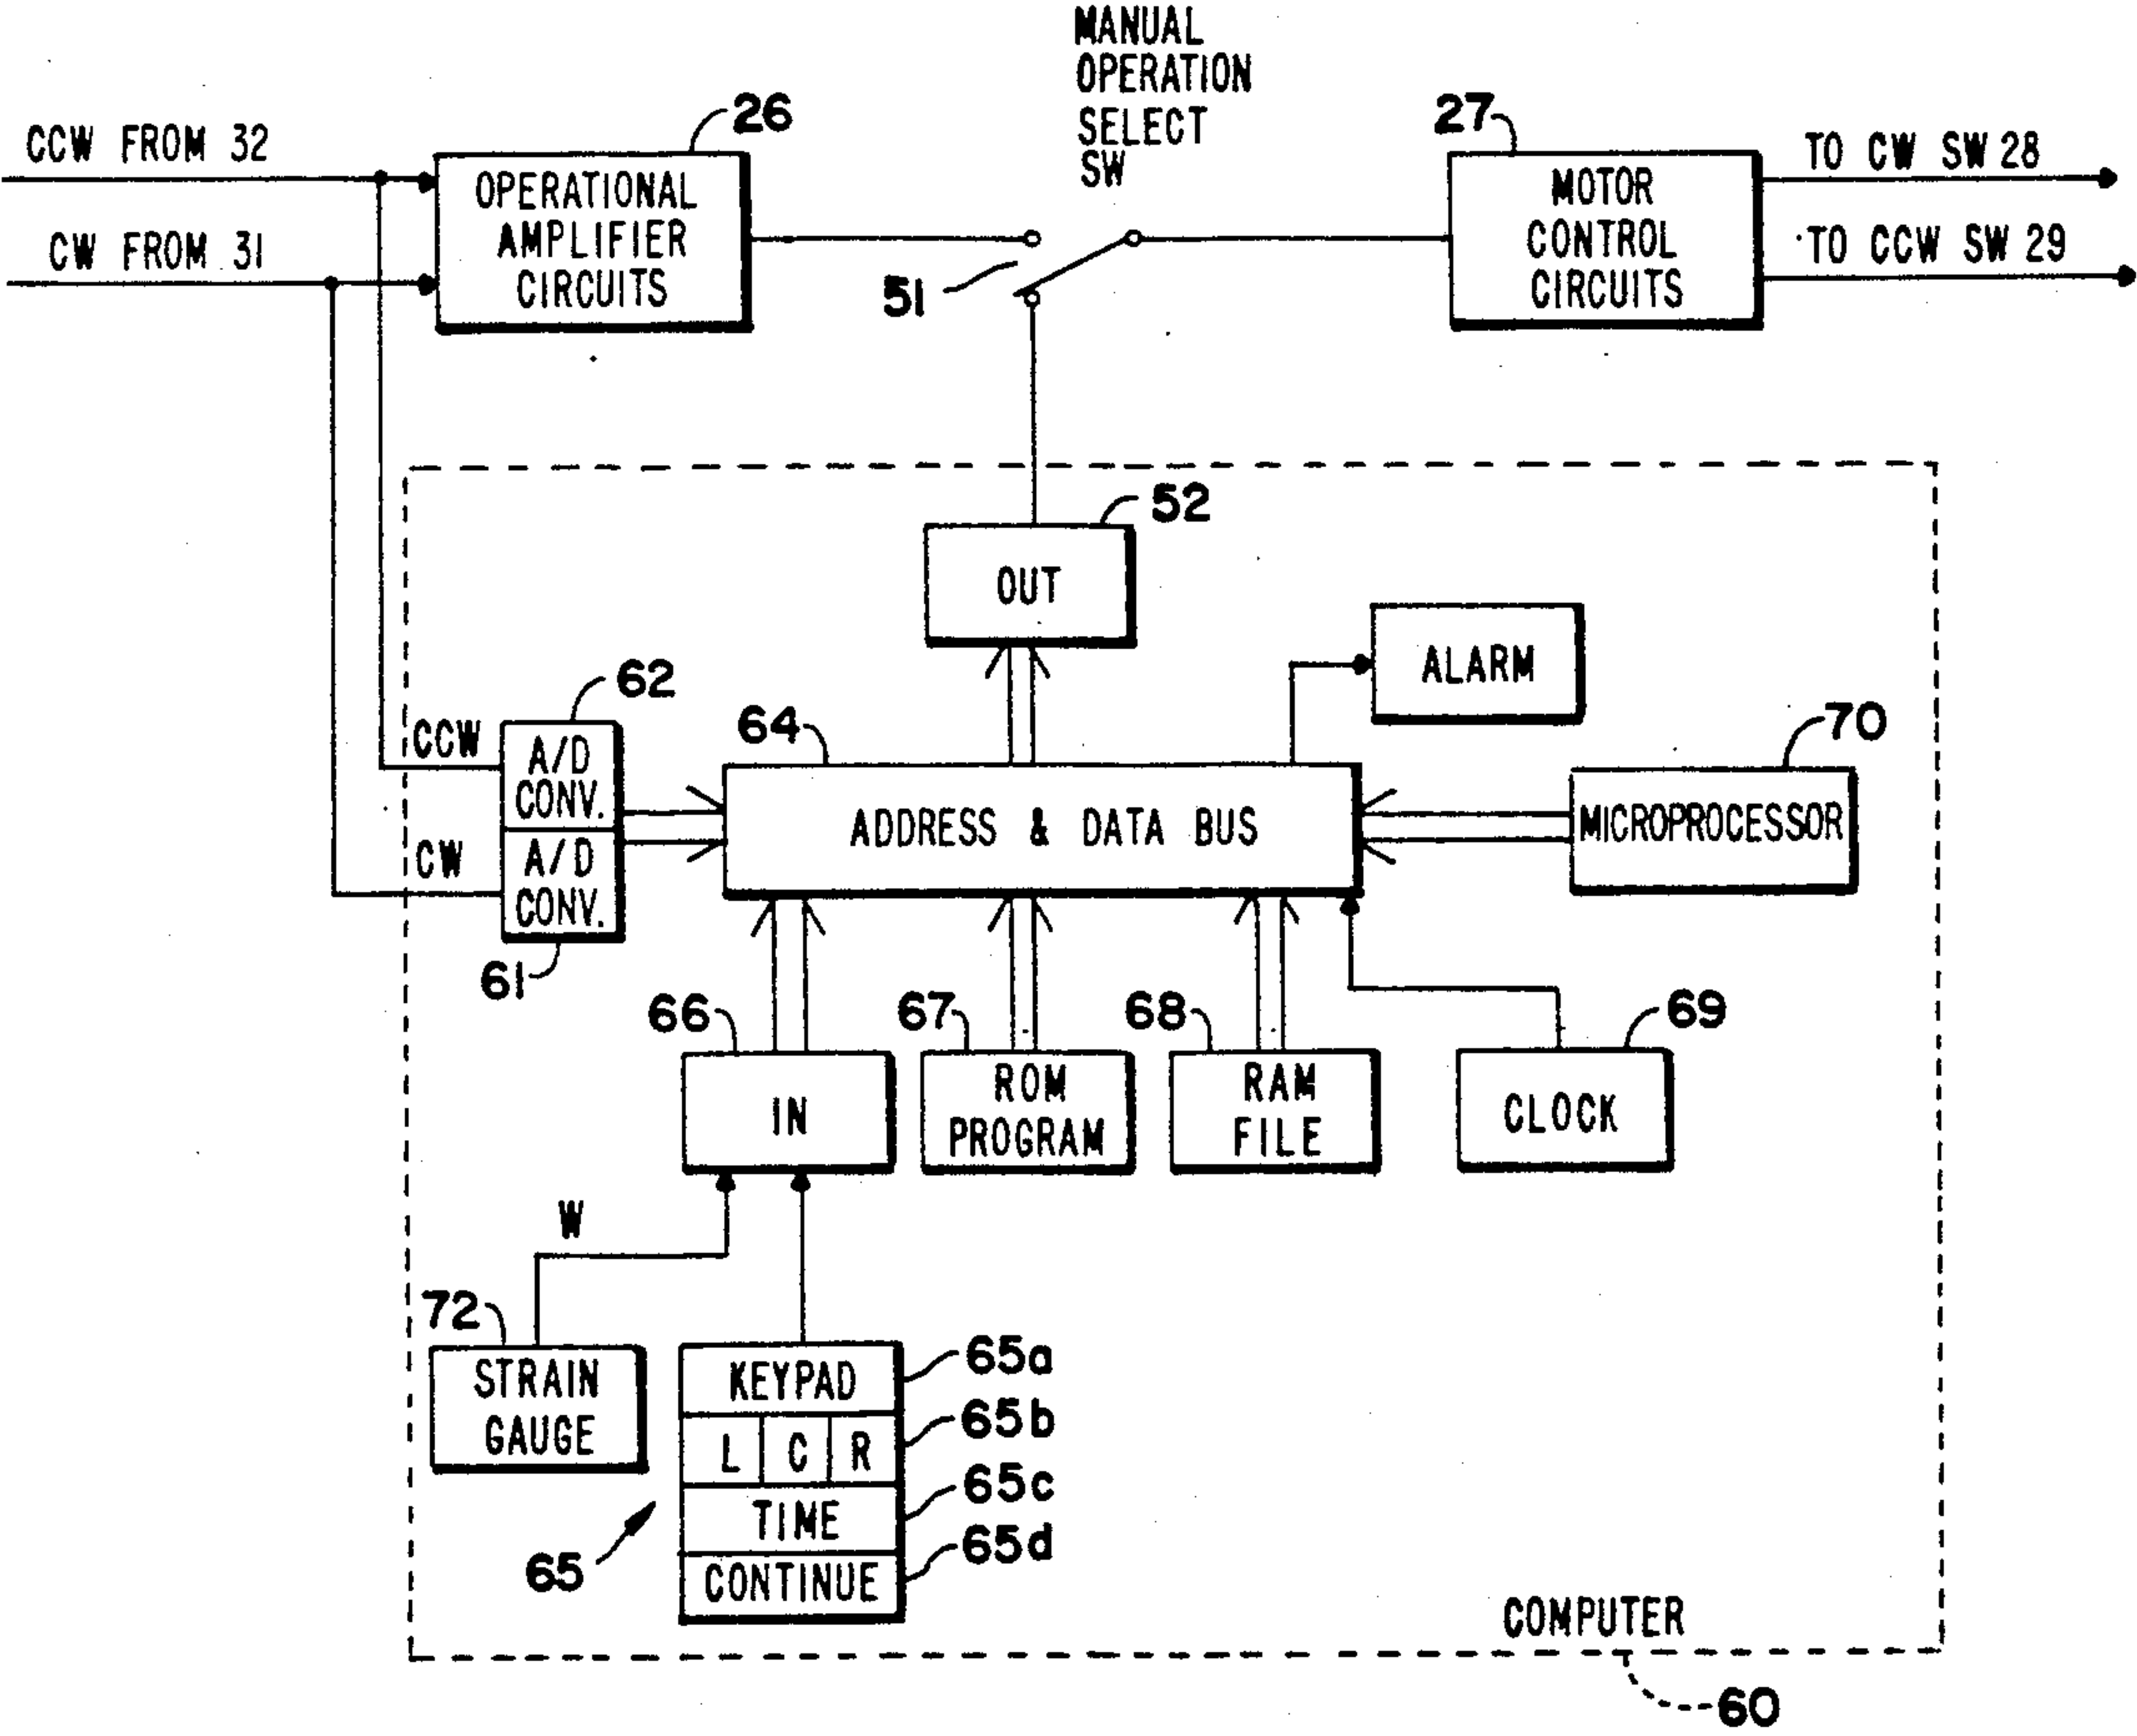 MANUAL
OPERATION
SELECT
SW
CCW FROM 32
CW FROM 31
26
OPERATIONAL
AMPLIFIER
CIRCUITS
51
27
MOTOR
CONTROL
CIRCUITS
TO CW SW 28
TO CCW SW 29
52
OUT
ALARM
62
CCW
A/D
CONV.
CW
A/D
CONV.
61
64
ADDRESS & DATA BUS
70
MICROPROCESSOR
66
IN
67
ROM
PROGRAM
68
RAM
FILE
69
CLOCK
W
72
STRAIN
GAUGE
KEYPAD
65a
L C R
65b
TIME
65c
CONTINUE
65d
65
COMPUTER
60